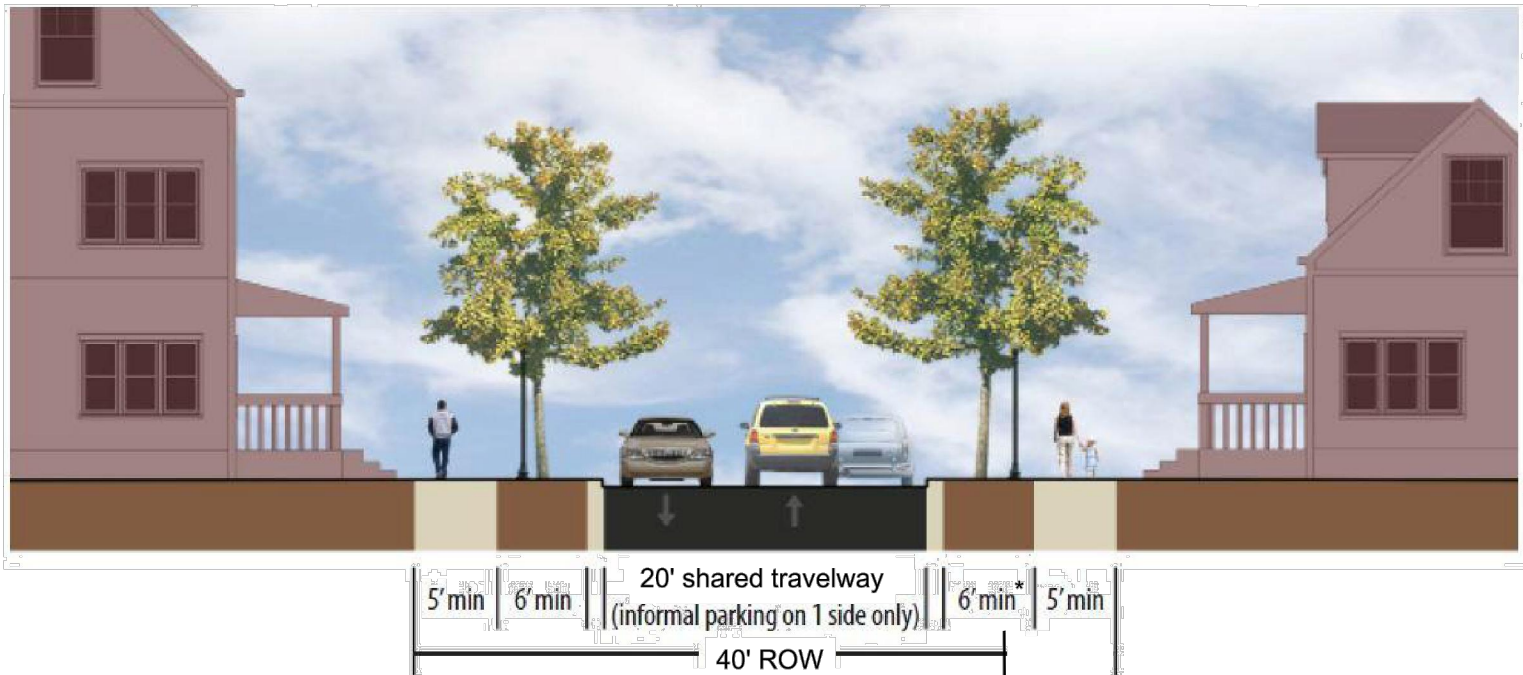 5' min
6' min
20' shared travelway
(informal parking on 1 side only)
6' min*
5' min
40' ROW